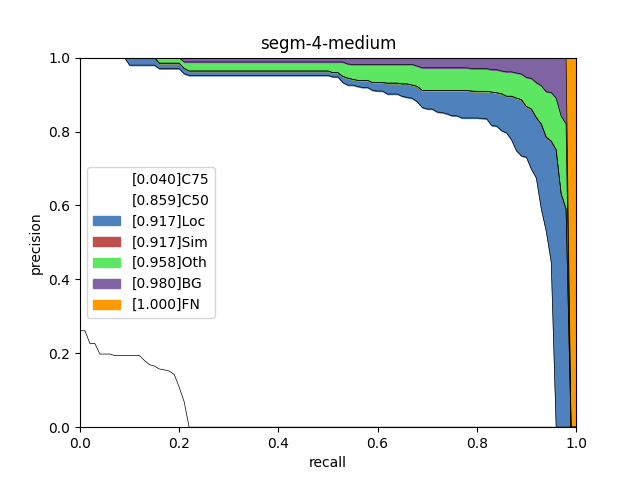 segm-4-medium
1.0
0.8
0.6
0.4
0.2
0.0
precision
[0.040]C75
[0.859]C50
[0.917]Loc
[0.917]Sim
[0.958]Oth
[0.980]BG
[1.000]FN
0.0 0.2 0.4 0.6 0.8 1.0
recall